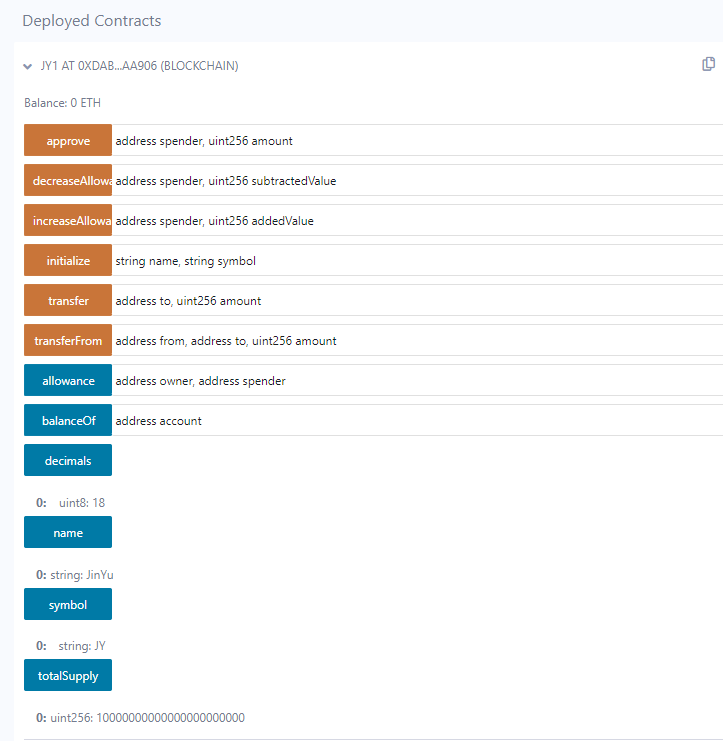 Deployed Contracts
JY1 AT 0XDAB...AA906 (BLOCKCHAIN)
Balance: 0 ETH
approve address spender, uint256 amount
decreaseAllowa address spender, uint256 subtractedValue
increaseAllowa address spender, uint256 addedValue
initialize string name, string symbol
transfer address to, uint256 amount
transferFrom address from, address to, uint256 amount
allowance address owner, address spender
balanceOf address account
decimals
0: uint8: 18
name
0: string: JinYu
symbol
0: string: JY
totalSupply
0: uint256: 10000000000000000000000